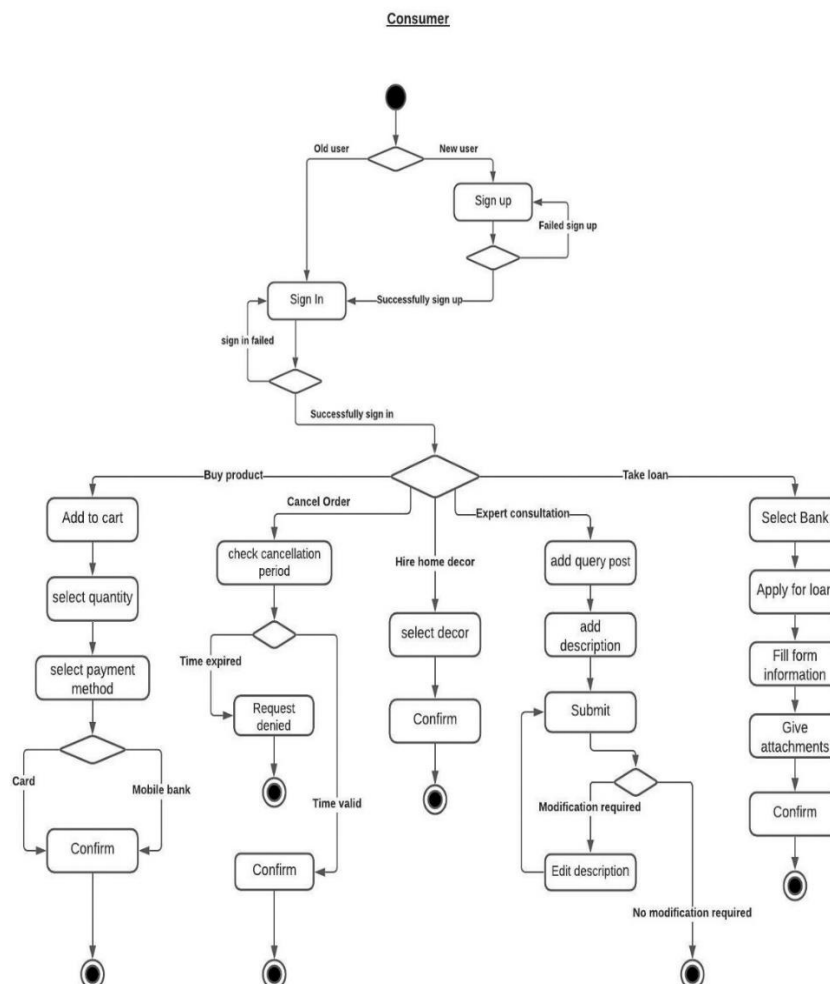 Consumer
Old user
New user
Sign up
Failed sign up
Sign In
Successfully sign up
sign in failed
Successfully sign in
Buy product
Take loan
Cancel Order
Expert consultation
Add to cart
check cancellation
period
Hire home decor
add query post
Select Bank
select quantity
select decor
add
description
Apply for loan
select payment
method
Time expired
Request
denied
Confirm
Submit
Fill form
information
Give
attachments
Card
Mobile bank
Time valid
Modification required
Confirm
Confirm
Confirm
Edit description
No modification required